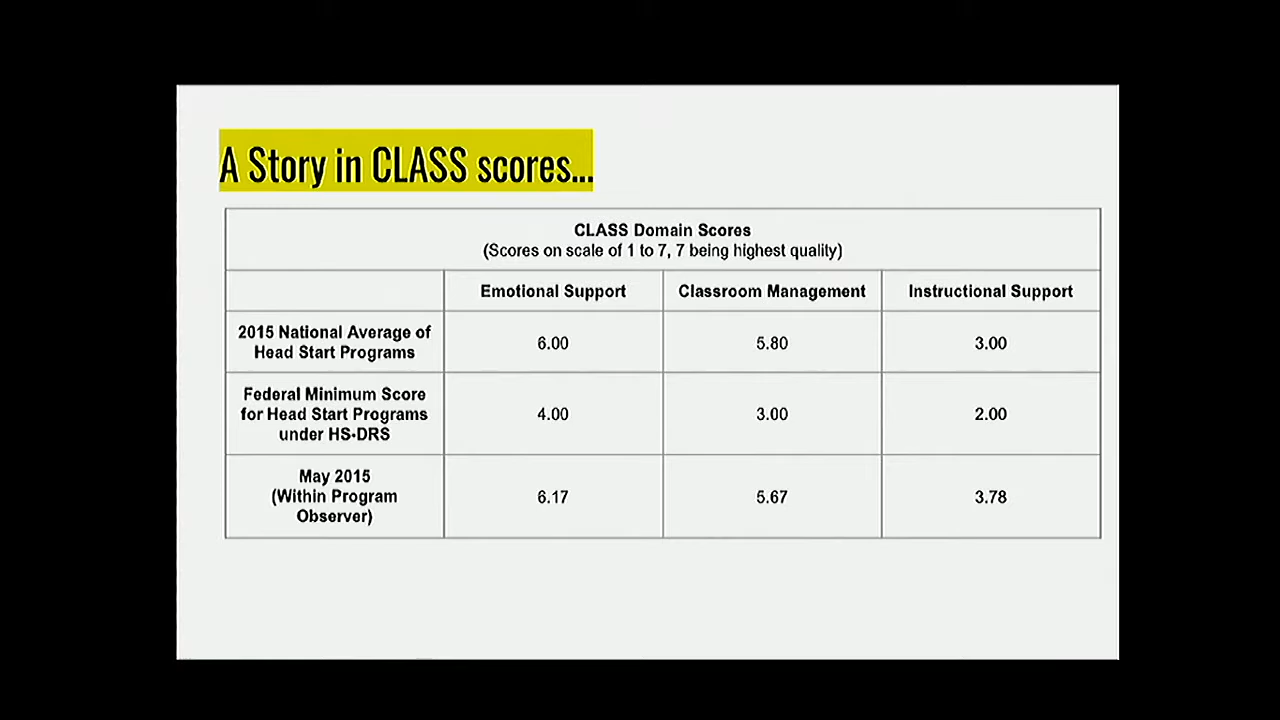 A Story in CLASS scores...
CLASS Domain Scores
(Scores on scale of 1 to 7, 7 being highest quality)
Emotional Support Classroom Management Instructional Support
2015 National Average of
Head Start Programs
6.00 5.80 3.00
Federal Minimum Score
for Head Start Programs
under HS-DRS
4.00 3.00 2.00
May 2015
(Within Program
Observer)
6.17 5.67 3.78